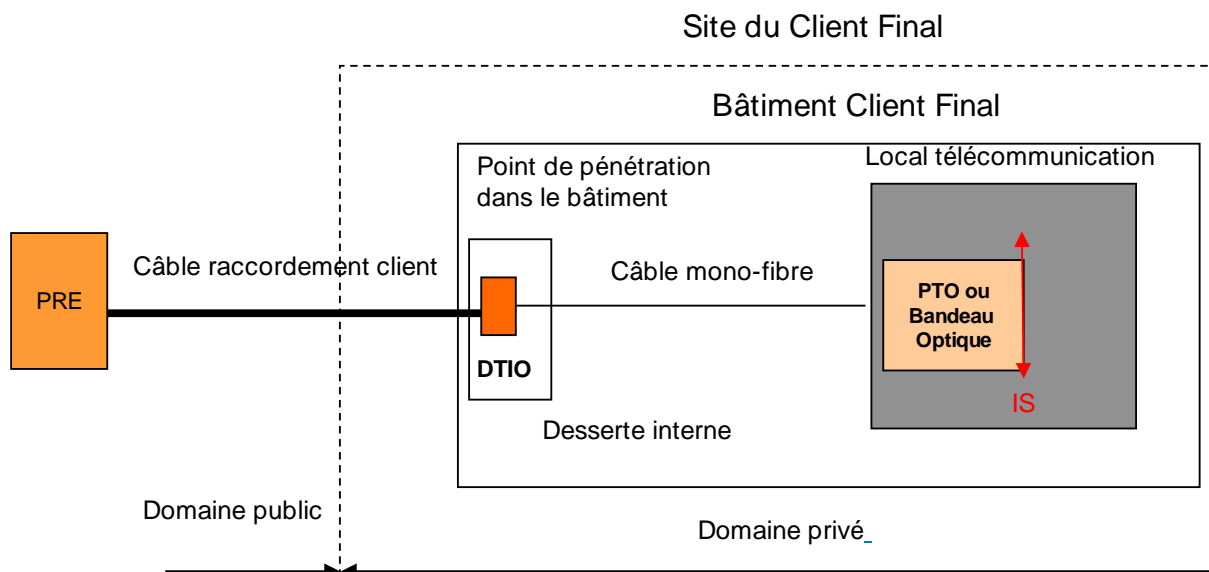 Site du Client Final
Bâtiment Client Final
Point de pénétration
dans le bâtiment
Local télécommunication
Câble raccordement client
Câble mono-fibre
PRE
PTO ou
Bandeau
Optique
DTIO
IS
Desserte interne
Domaine public
Domaine privé